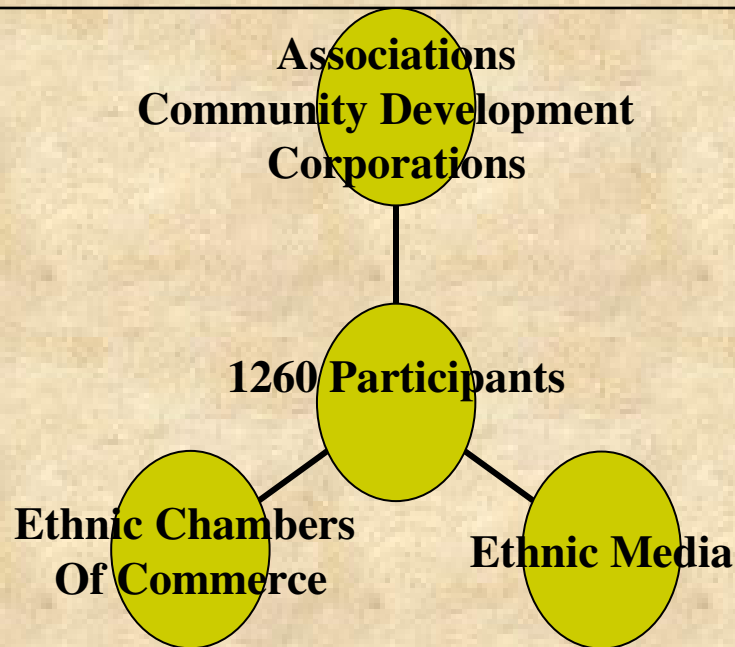 Associations
Community Development
Corporations
1260 Participants
Ethnic Chambers
Of Commerce
Ethnic Media